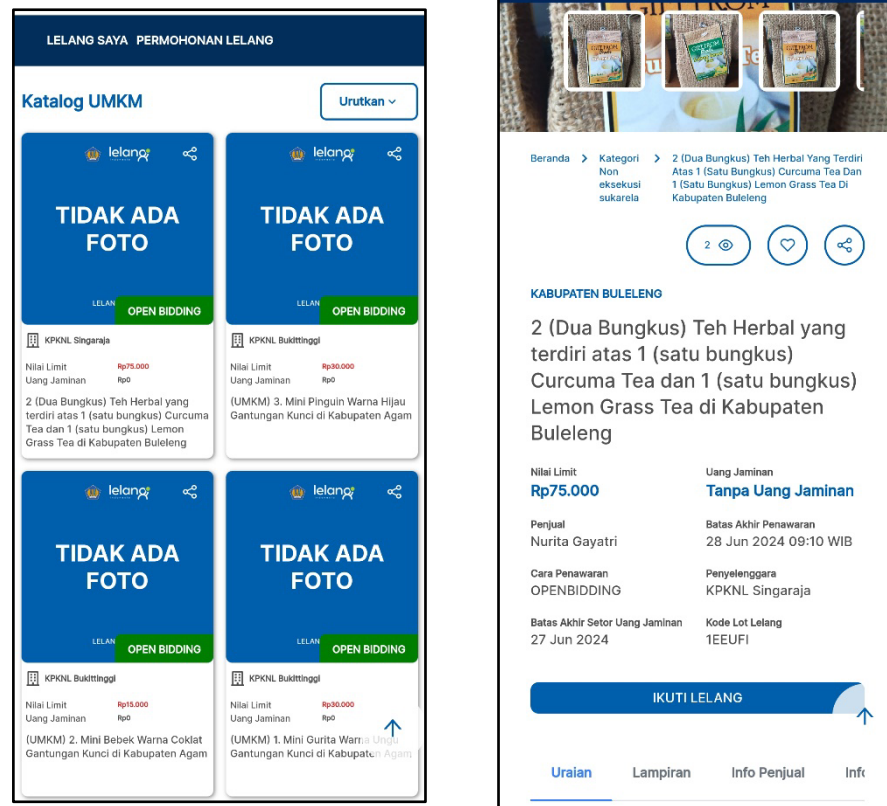 LELANG SAYA PERMOHONAN LELANG
Katalog UMKM
Urutkan
lelang
TIDAK ADA
FOTO
LELAN
OPEN BIDDING
KPKNL Singaraja
Nilai Limit Rp75.000
Uang Jaminan Rp0
2 (Dua Bungkus) Teh Herbal yang
terdiri atas 1 (satu bungkus) Curcuma
Tea dan 1 (satu bungkus) Lemon
Grass Tea di Kabupaten Buleleng
lelang
TIDAK ADA
FOTO
LELAN
OPEN BIDDING
KPKNL Bukittinggi
Nilai Limit Rp30.000
Uang Jaminan Rp0
(UMKM) 3. Mini Pinguin Warna Hijau
Gantungan Kunci di Kabupaten Agam
lelang
TIDAK ADA
FOTO
LELAN
OPEN BIDDING
KPKNL Bukittinggi
Nilai Limit Rp15.000
Uang Jaminan Rp0
(UMKM) 2. Mini Bebek Warna Coklat
Gantungan Kunci di Kabupaten Agam
lelang
TIDAK ADA
FOTO
LELAN
OPEN BIDDING
KPKNL Bukittinggi
Nilai Limit Rp30.000
Uang Jaminan Rp0
(UMKM) 1. Mini Gurita Warna Ungu
Gantungan Kunci di Kabupaten Agam
GIFT FROM
Beranda
Kategori
Non
eksekusi
sukarela
2 (Dua Bungkus) Teh Herbal Yang Terdiri
Atas 1 (Satu Bungkus) Curcuma Tea Dan
1 (Satu Bungkus) Lemon Grass Tea Di
Kabupaten Buleleng
2
KABUPATEN BULELENG
2 (Dua Bungkus) Teh Herbal yang
terdiri atas 1 (satu bungkus)
Curcuma Tea dan 1 (satu bungkus)
Lemon Grass Tea di Kabupaten
Buleleng
Nilai Limit Uang Jaminan
Rp75.000 Tanpa Uang Jaminan
Penjual Batas Akhir Penawaran
Nurita Gayatri 28 Jun 2024 09:10 WIB
Cara Penawaran Penyelenggara
OPENBIDDING KPKNL Singaraja
Batas Akhir Setor Uang Jaminan Kode Lot Lelang
27 Jun 2024 1EEUFI
IKUTI LELANG
Uraian Lampiran Info Penjual Info